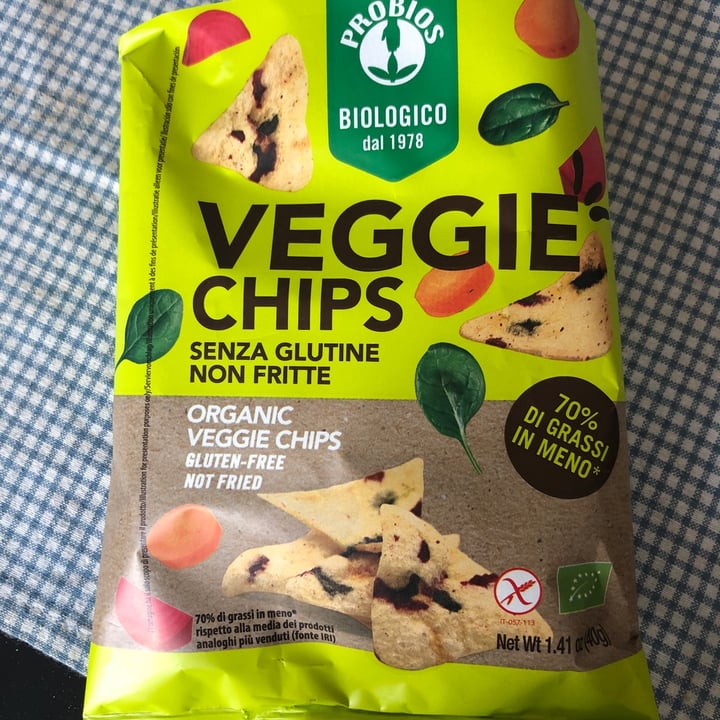 PROBIOS
BIOLOGICO
dal 1978
VEGGIE
CHIPS
SENZA GLUTINE
NON FRITTE
70%
DI GRASSI
IN MENO*
ORGANIC
VEGGIE CHIPS
GLUTEN-FREE
NOT FRIED
70% di grassi in meno*
rispetto alla media dei prodotti
analoghi più venduti (fonte IRI)
IT-057-113
Net Wt 1.41 oz (40g)